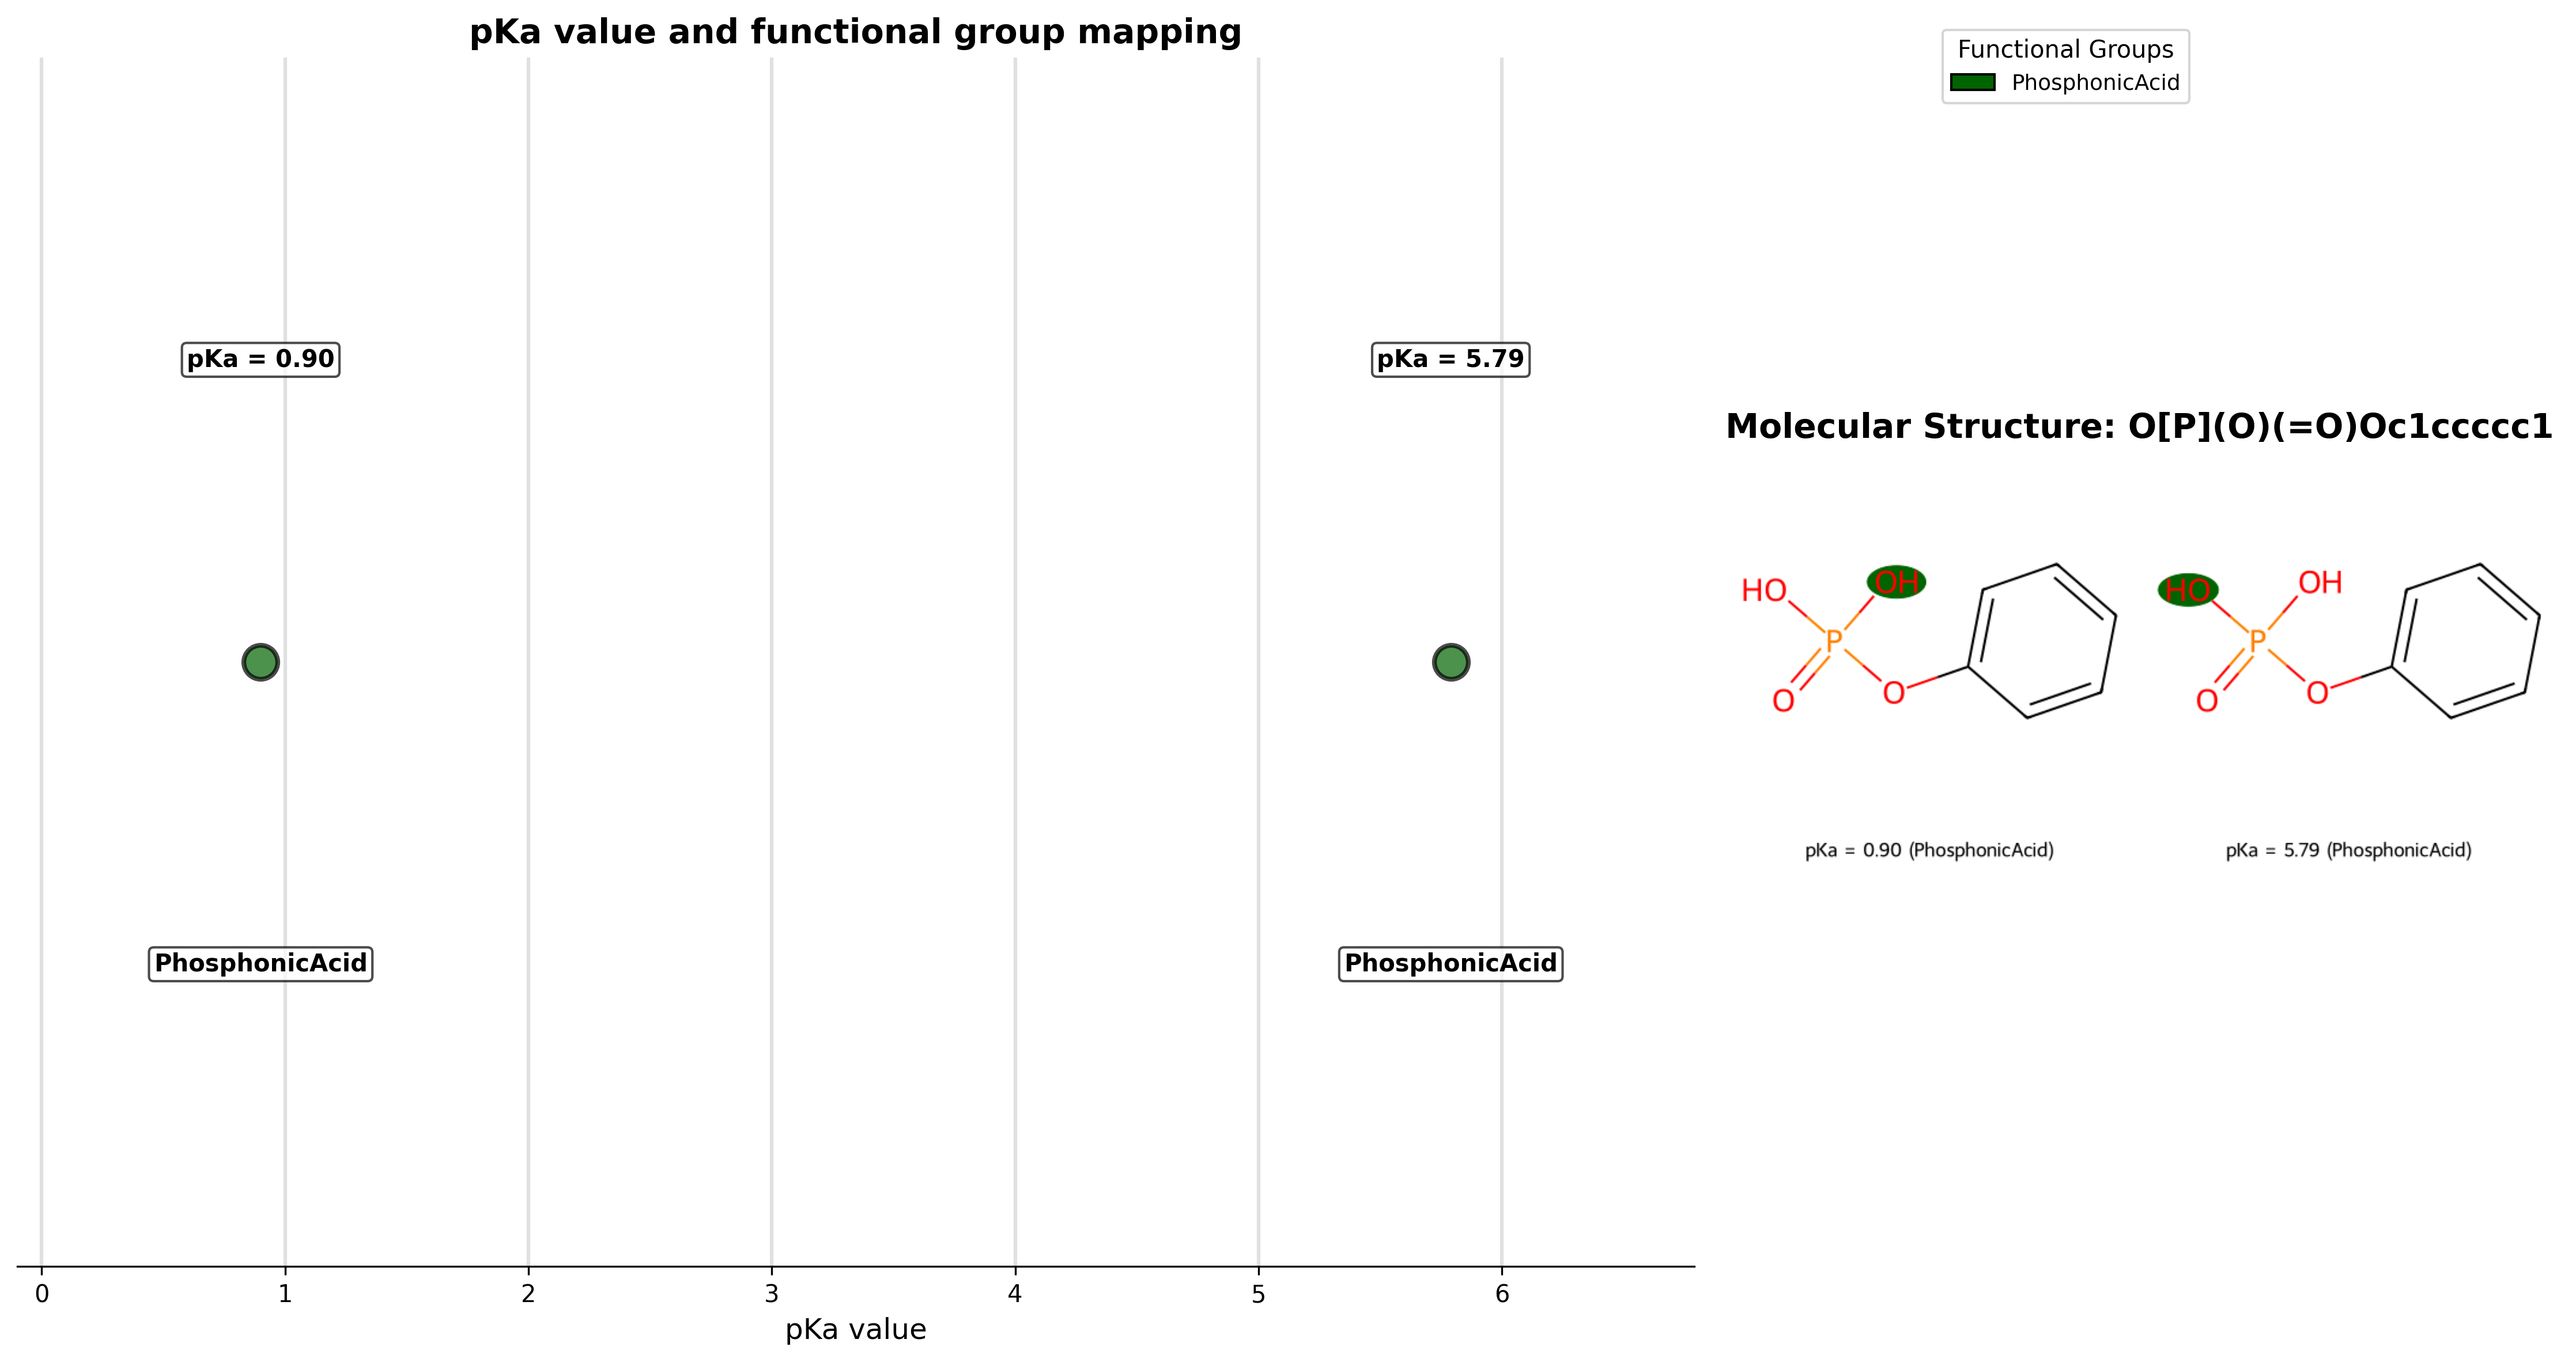 pKa value and functional group mapping
pKa = 0.90
pKa = 5.79
PhosphonicAcid
PhosphonicAcid
0 1 2 3 4 5 6
pKa value
Functional Groups
PhosphonicAcid
Molecular Structure: O[P](O)(=O)Oc1ccccc1
HO OH
P
O O
HO OH
P
O O
pKa = 0.90 (PhosphonicAcid)
pKa = 5.79 (PhosphonicAcid)